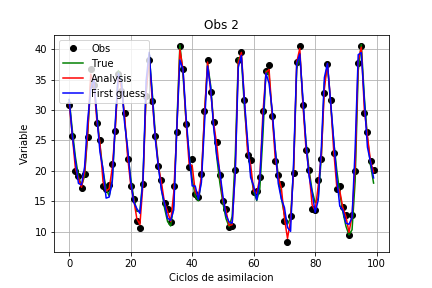 Obs 2
Obs
True
Analysis
First guess
Variable
40
35
30
25
20
15
10
0 20 40 60 80 100
Ciclos de asimilacion